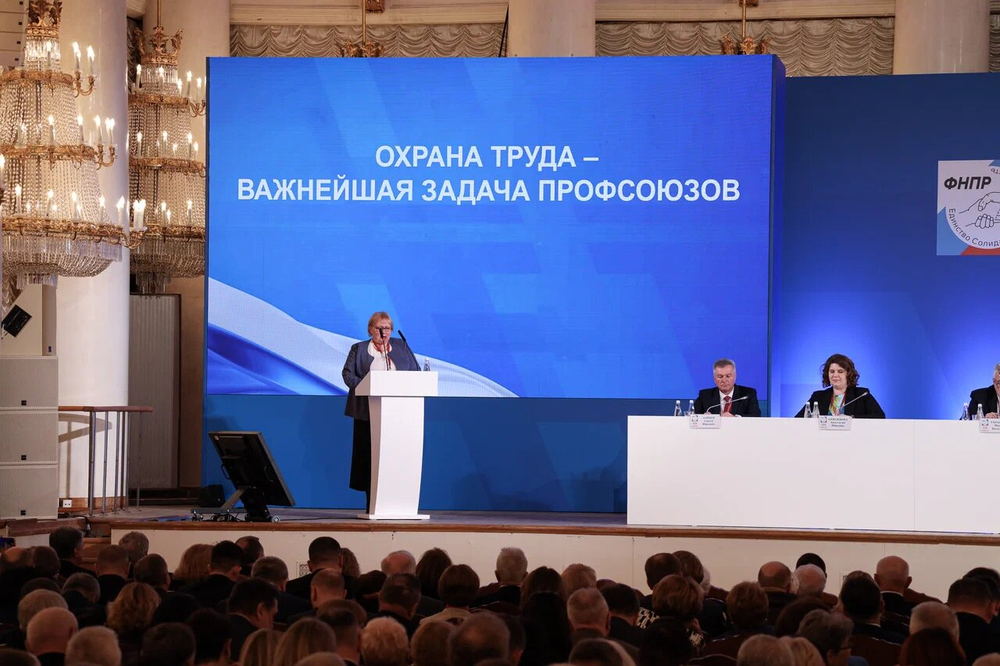 ОХРАНА ТРУДА –
ВАЖНЕЙШАЯ ЗАДАЧА ПРОФСОЮЗОВ
ФНПР
Единство Солид